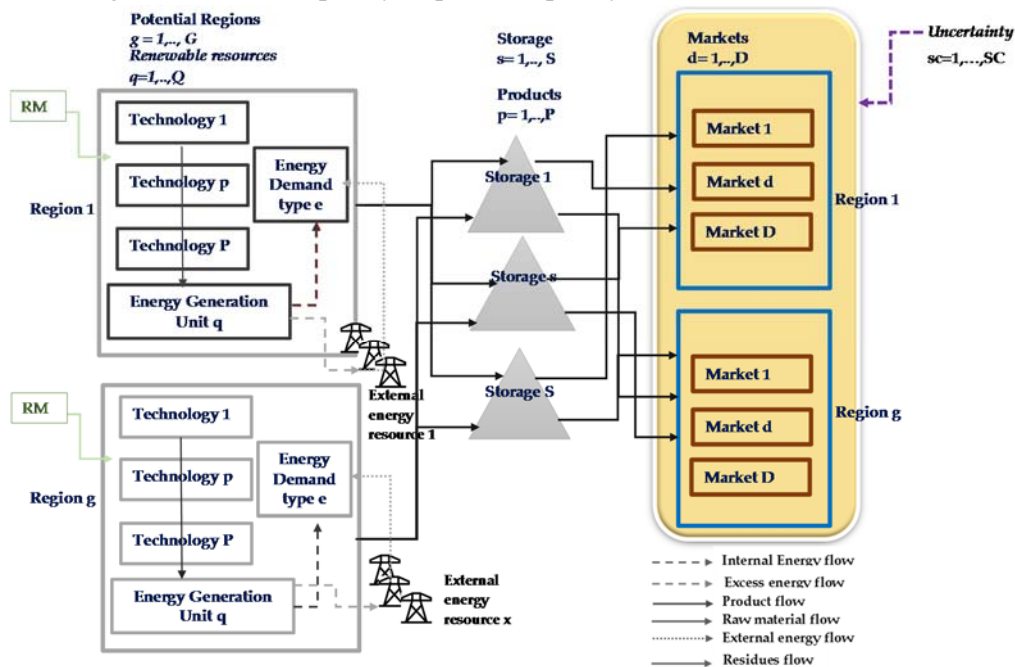 Potential Regions
g = 1,.., G
Renewable resources
q=1,..,Q
RM
Technology 1
Technology p
Technology P
Energy
Demand
type e
Region 1
Energy Generation
Unit q
External
energy
resource 1
RM
Technology 1
Technology p
Technology P
Energy
Demand
type e
Region g
Energy Generation
Unit q
External
energy
resource x
Storage
s= 1,.., S
Products
p= 1,..,P
Storage 1
Storage s
Storage S
Markets
d= 1,..,D
Market 1
Market d
Market D
Region 1
Market 1
Market d
Market D
Region g
Uncertainty
sc=1,…,SC
Internal Energy flow
Excess energy flow
Product flow
Raw material flow
External energy flow
Residues flow